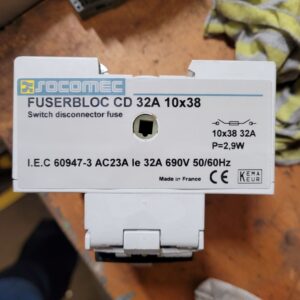 socomec
FUSERBLOC CD 32A 10x38
Switch disconnector fuse
10x38 32A
P=2,9W
I.E.C 60947-3 AC23A Ie 32A 690V 50/60Hz
Made in France
CE
KEMA
KEUR